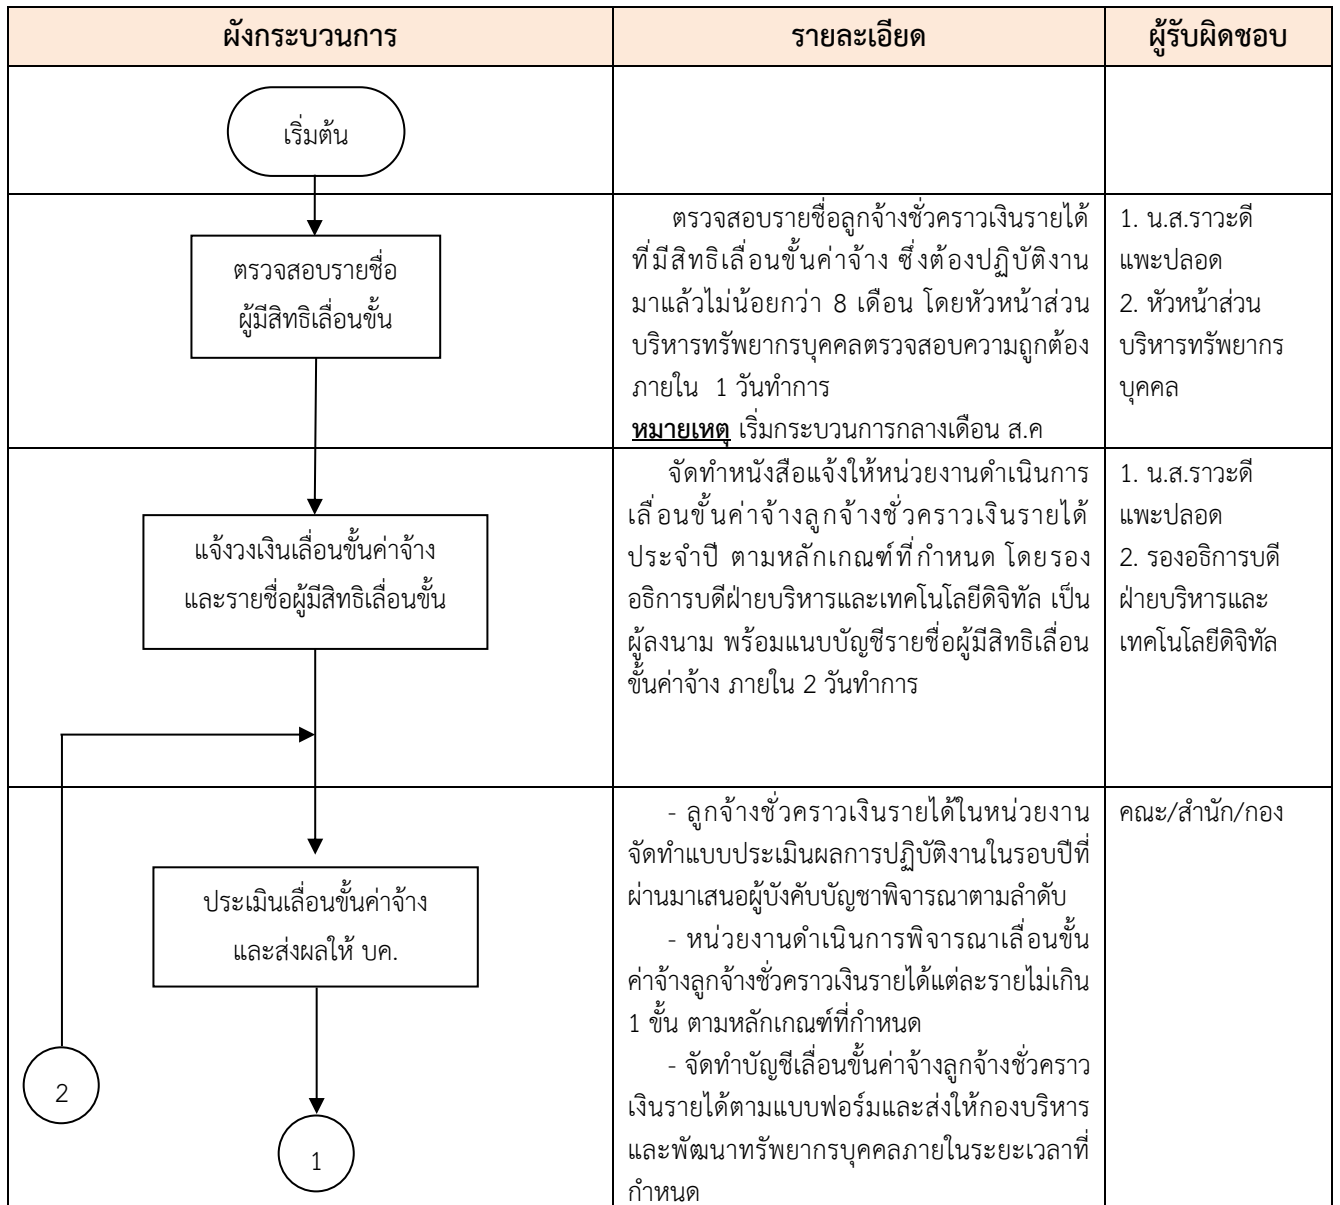 ผังกระบวนการ
รายละเอียด
ผู้รับผิดชอบ
เริ่มต้น
ตรวจสอบรายชื่อ
ผู้มีสิทธิเลื่อนขั้น
ตรวจสอบรายชื่อลูกจ้างชั่วคราวเงินรายได้
ที่มีสิทธิเลื่อนขั้นค่าจ้าง ซึ่งต้องปฏิบัติงาน
มาแล้วไม่น้อยกว่า 8 เดือน โดยหัวหน้าส่วน
บริหารทรัพยากรบุคคลตรวจสอบความถูกต้อง
ภายใน 1 วันทำการ
หมายเหตุ เริ่มกระบวนการกลางเดือน ส.ค
1. น.ส.ราวะดี
แพะปลอด
2. หัวหน้าส่วน
บริหารทรัพยากร
บุคคล
แจ้งวงเงินเลื่อนขั้นค่าจ้าง
และรายชื่อผู้มีสิทธิเลื่อนขั้น
จัดทำหนังสือแจ้งให้หน่วยงานดำเนินการ
เลื่อนขั้นค่าจ้างลูกจ้างชั่วคราวเงินรายได้
ประจำปี ตามหลักเกณฑ์ที่กำหนด โดยรอง
อธิการบดีฝ่ายบริหารและเทคโนโลยีดิจิทัล เป็น
ผู้ลงนาม พร้อมแนบบัญชีรายชื่อผู้มีสิทธิเลื่อน
ขั้นค่าจ้าง ภายใน 2 วันทำการ
1. น.ส.ราวะดี
แพะปลอด
2. รองอธิการบดี
ฝ่ายบริหารและ
เทคโนโลยีดิจิทัล
ประเมินเลื่อนขั้นค่าจ้าง
และส่งผลให้ บค.
2
1
- ลูกจ้างชั่วคราวเงินรายได้ในหน่วยงาน
จัดทำแบบประเมินผลการปฏิบัติงานในรอบปีที่
ผ่านมาเสนอผู้บังคับบัญชาพิจารณาตามลำดับ
- หน่วยงานดำเนินการพิจารณาเลื่อนขั้น
ค่าจ้างลูกจ้างชั่วคราวเงินรายได้แต่ละรายไม่เกิน
1 ขั้น ตามหลักเกณฑ์ที่กำหนด
- จัดทำบัญชีเลื่อนขั้นค่าจ้างลูกจ้างชั่วคราว
เงินรายได้ตามแบบฟอร์มและส่งให้กองบริหาร
และพัฒนาทรัพยากรบุคคลภายในระยะเวลาที่
กำหนด
คณะ/สำนัก/กอง